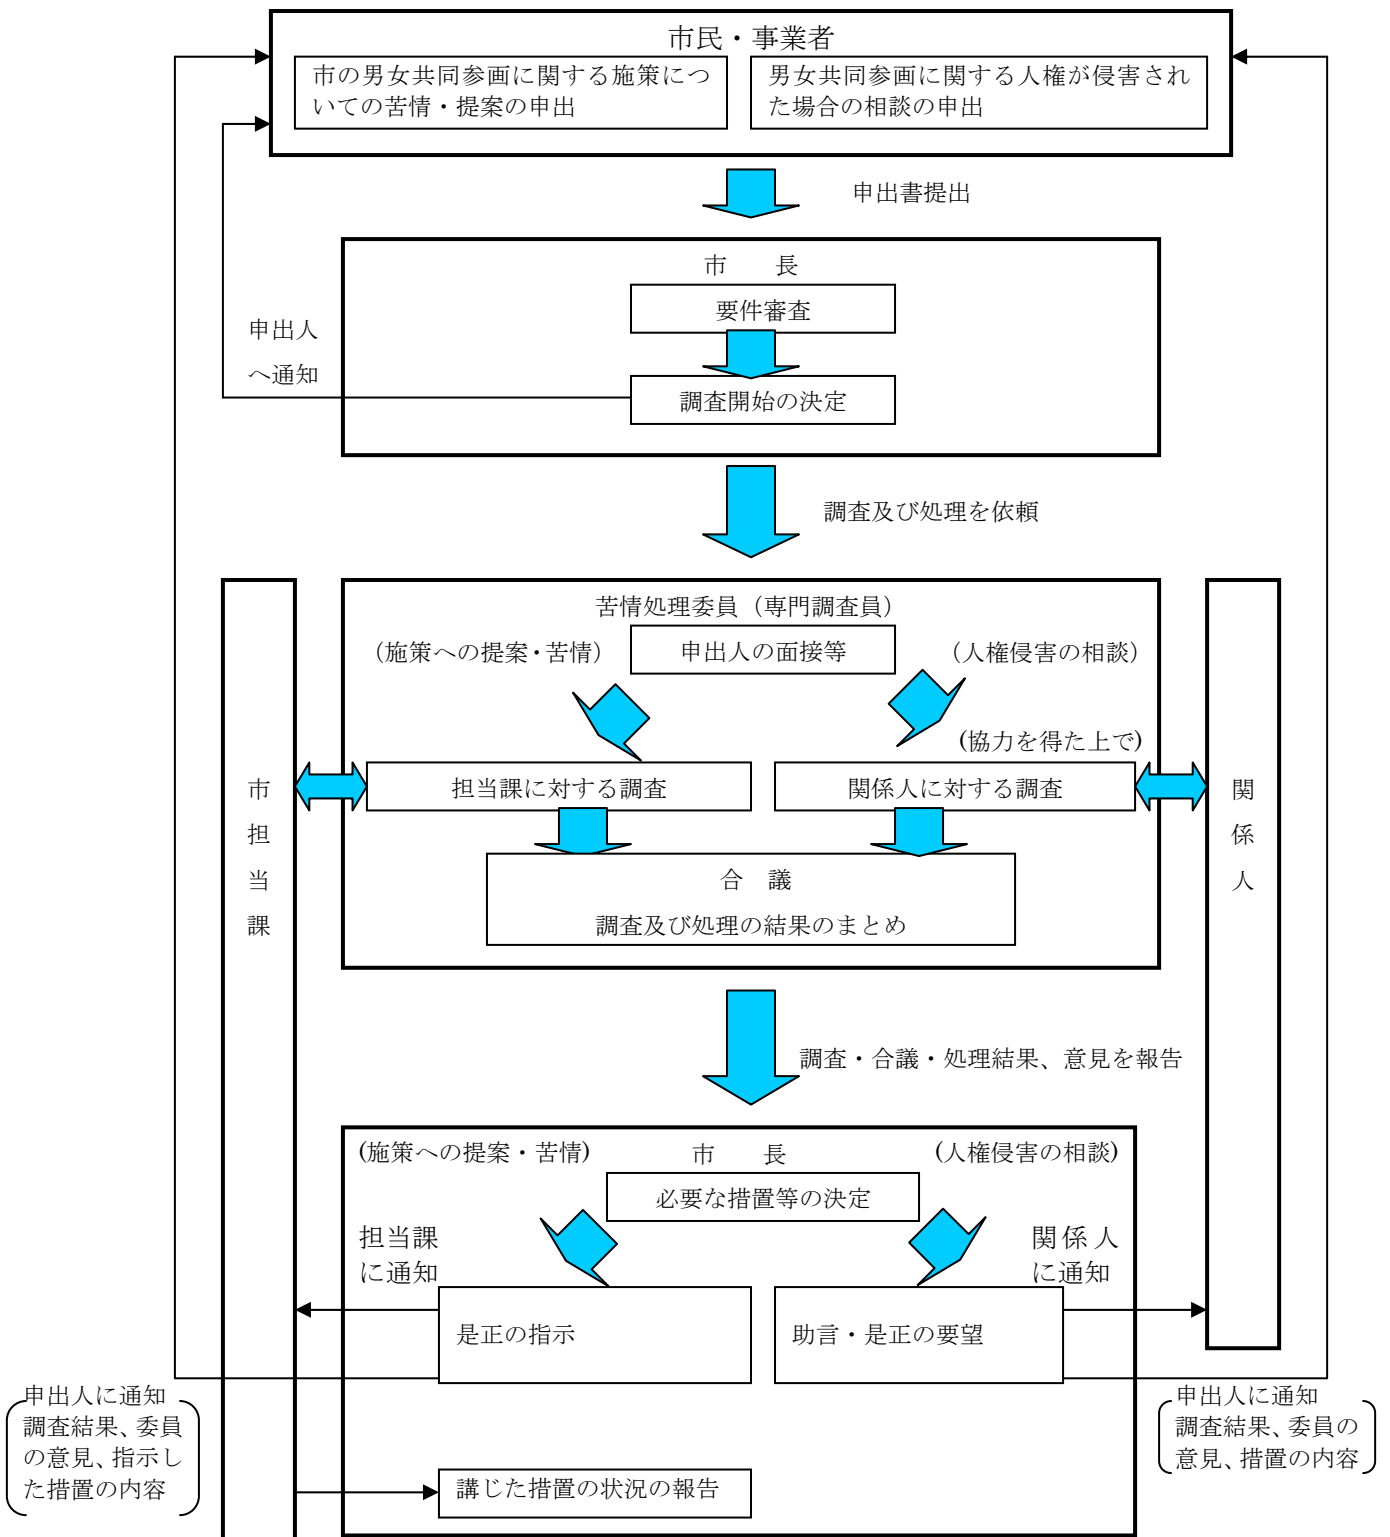 市民・事業者
市の男女共同参画に関する施策につ
いての苦情・提案の申出
男女共同参画に関する人権が侵害され
た場合の相談の申出
申出書提出
市　　長
要件審査
申出人
へ通知
調査開始の決定
調査及び処理を依頼
苦情処理委員（専門調査員）
（施策への提案・苦情）
申出人の面接等
（人権侵害の相談）
(協力を得た上で)
市担当課
担当課に対する調査
関係人に対する調査
関係人
合　議
調査及び処理の結果のまとめ
調査・合議・処理結果、意見を報告
(施策への提案・苦情)
市　　長
(人権侵害の相談)
必要な措置等の決定
担当課
に通知
関係人
に通知
是正の指示
助言・是正の要望
申出人に通知
調査結果、委員
の意見、指示し
た措置の内容
申出人に通知
調査結果、委員の
意見、措置の内容
講じた措置の状況の報告